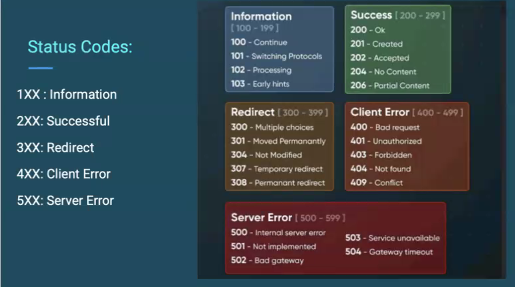 Status Codes:
1XX : Information
2XX: Successful
3XX: Redirect
4XX: Client Error
5XX: Server Error
Information
[ 100 - 199 ]
100 - Continue
101 - Switching Protocols
102 - Processing
103 - Early hints
Success [ 200 - 299 ]
200 - Ok
201 - Created
202 - Accepted
204 - No Content
206 - Partial Content
Redirect [ 300 - 399 ]
300 - Multiple choices
301 - Moved Permanently
304 - Not Modified
307 - Temporary redirect
308 - Permanant redirect
Client Error [ 400 - 499 ]
400 - Bad request
401 - Unauthorized
403 - Forbidden
404 - Not found
409 - Conflict
Server Error [ 500 - 599 ]
500 - Internal server error
501 - Not implemented
502 - Bad gateway
503 - Service unavailable
504 - Gateway timeout